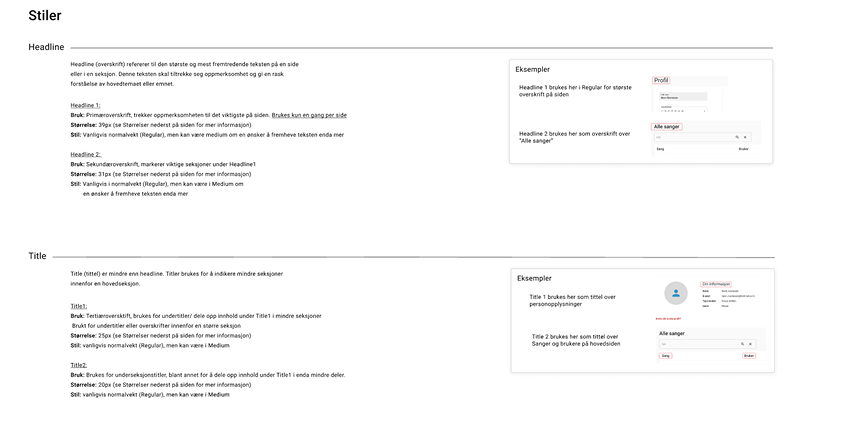 Stiler
Headline
Headline (overskrift) refererer til den største og mest fremtredende teksten på en side
eller i en seksjon. Denne teksten skal tiltrekke seg oppmerksomhet og gi en rask
forståelse av hovedtemaet eller emnet.
Headline 1:
Bruk: Primæroverskrift, trekker oppmerksomheten til det viktigste på siden. Brukes kun en gang per side
Størrelse: 39px (se Størrelser nederst på siden for mer informasjon)
Stil: Vanligvis normalvekt (Regular), men kan være medium om en ønsker å fremheve teksten enda mer
Headline 2:
Bruk: Sekundæroverskrift, markerer viktige seksjoner under Headline1
Størrelse: 31px (se Størrelser nederst på siden for mer informasjon)
Stil: Vanligvis i normalvekt (Regular), men kan være i Medium om
en ønsker å fremheve teksten enda mer
Eksempler
Headline 1 brukes her i Regular for største
overskrift på siden
Profil
Headline 2 brukes her som overskrift over
"Alle sanger"
Alle sanger
Sang
Bruker
Title
Title (tittel) er mindre enn headline. Titler brukes for å indikere mindre seksjoner
innenfor en hovedseksjon.
Title1:
Bruk: Tertiæroverskift, brukes for undertitler/ dele opp innhold under Title1 i mindre seksjoner
Brukt for undertitler eller overskrifter innenfor en større seksjon
Størrelse: 25px (se Størrelser nederst på siden for mer informasjon)
Stil: vanligvis normalvekt (Regular), men kan være i Medium
Title2:
Bruk: Brukes for underseksjonstitler, blant annet for å dele opp innhold under Title1 i enda mindre deler.
Størrelse: 20px (se Størrelser nederst på siden for mer informasjon)
Stil: vanligvis normalvekt (Regular), men kan være i Medium
Eksempler
Title 1 brukes her som tittel over
personopplysninger
Om informasjon
Title 2 brukes her som tittel over
Sanger og brukere på hovedsiden
Alle sanger
Sang
Bruker